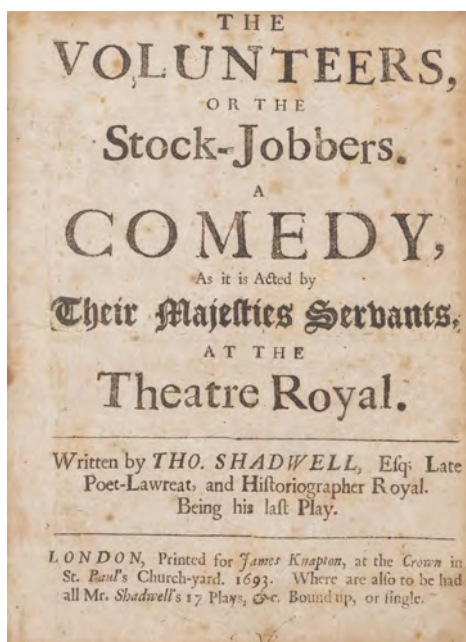 THE
VOLUNTEERS,
OR THE
Stock-Jobbers.
A
COMEDY,
As it is Acted by
Their Majeſties Servants,
AT THE
Theatre Royal.
Written by THO. SHADWELL, Eſq; Late
Poet-Lawreat, and Hiſtoriographer Royal.
Being his laſt Play.
LONDON, Printed for James Knapton, at the Crown in
St. Paul's Church-yard. 1693. Where are alſo to be had
all Mr. Shadwell's 17 Plays, &c. Bound up, or ſingle.